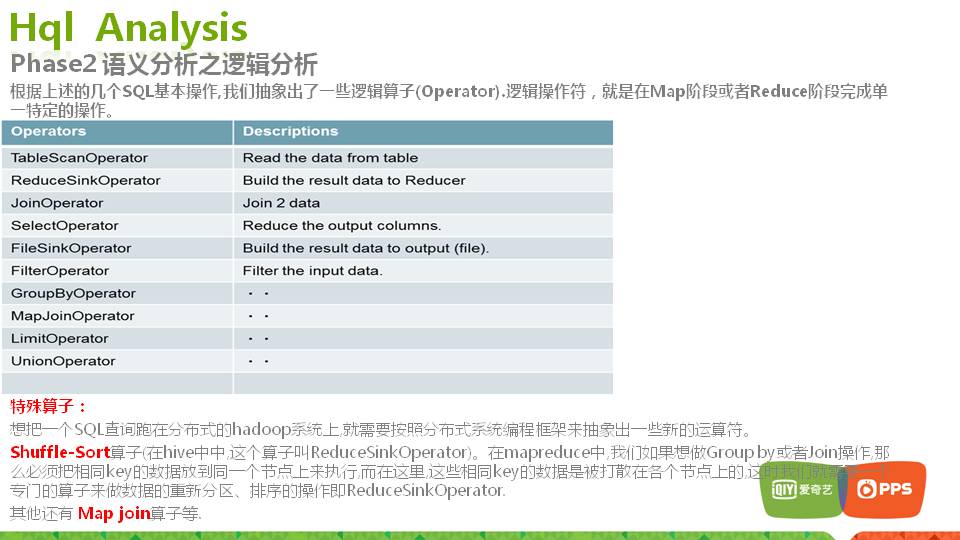 Hql Analysis
Phase2 语义分析之逻辑分析
根据上述的几个SQL基本操作,我们抽象出了一些逻辑算子(Operator).逻辑操作符，就是在Map阶段或者Reduce阶段完成单
一特定的操作。
Operators Descriptions
TableScanOperator Read the data from table
ReduceSinkOperator Build the result data to Reducer
JoinOperator Join 2 data
SelectOperator Reduce the output columns.
FileSinkOperator Build the result data to output (file).
FilterOperator Filter the input data.
GroupByOperator ··
MapJoinOperator ··
LimitOperator ··
UnionOperator ··
特殊算子：
想把一个SQL查询跑在分布式的hadoop系统上,就需要按照分布式系统编程框架来抽象出一些新的运算符。
Shuffle-Sort算子(在hive中中,这个算子叫ReduceSinkOperator)。在mapreduce中,我们如果想做Group by或者Join操作,那
么必须把相同key的数据放到同一个节点上来执行,而在这里,这些相同key的数据是被打散在各个节点上的,这时我们就需
专门的算子来做数据的重新分区、排序的操作即ReduceSinkOperator.
其他还有 Map join算子等.
iQIYI 爱奇艺 PPS